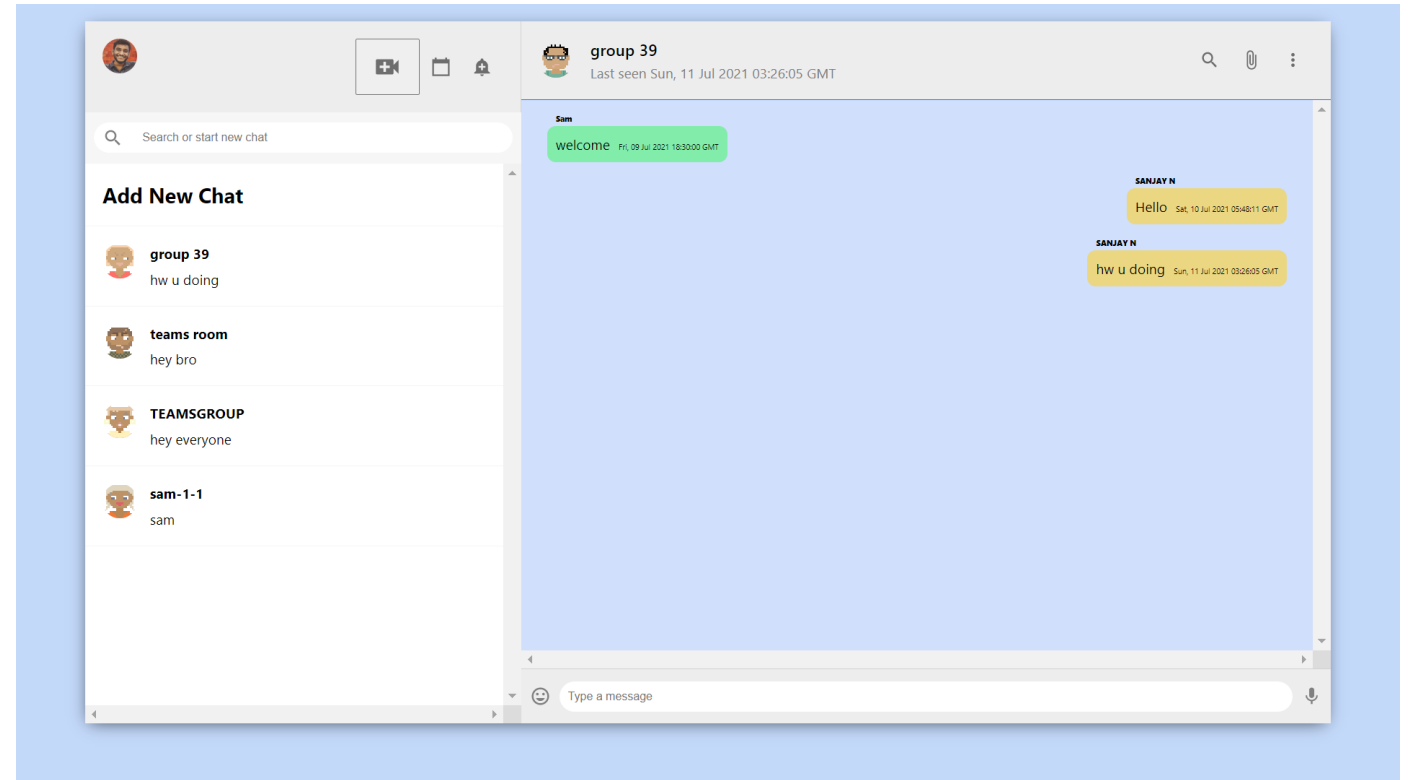 Search or start new chat
Add New Chat
group 39
hw u doing
teams room
hey bro
TEAMSGROUP
hey everyone
sam-1-1
sam
group 39
Last seen Sun, 11 Jul 2021 03:26:05 GMT
Sam
welcome Fri, 09 Jul 2021 18:30:00 GMT
SANJAY N
Hello Sat, 10 Jul 2021 05:48:11 GMT
SANJAY N
hw u doing Sun, 11 Jul 2021 03:26:05 GMT
Type a message